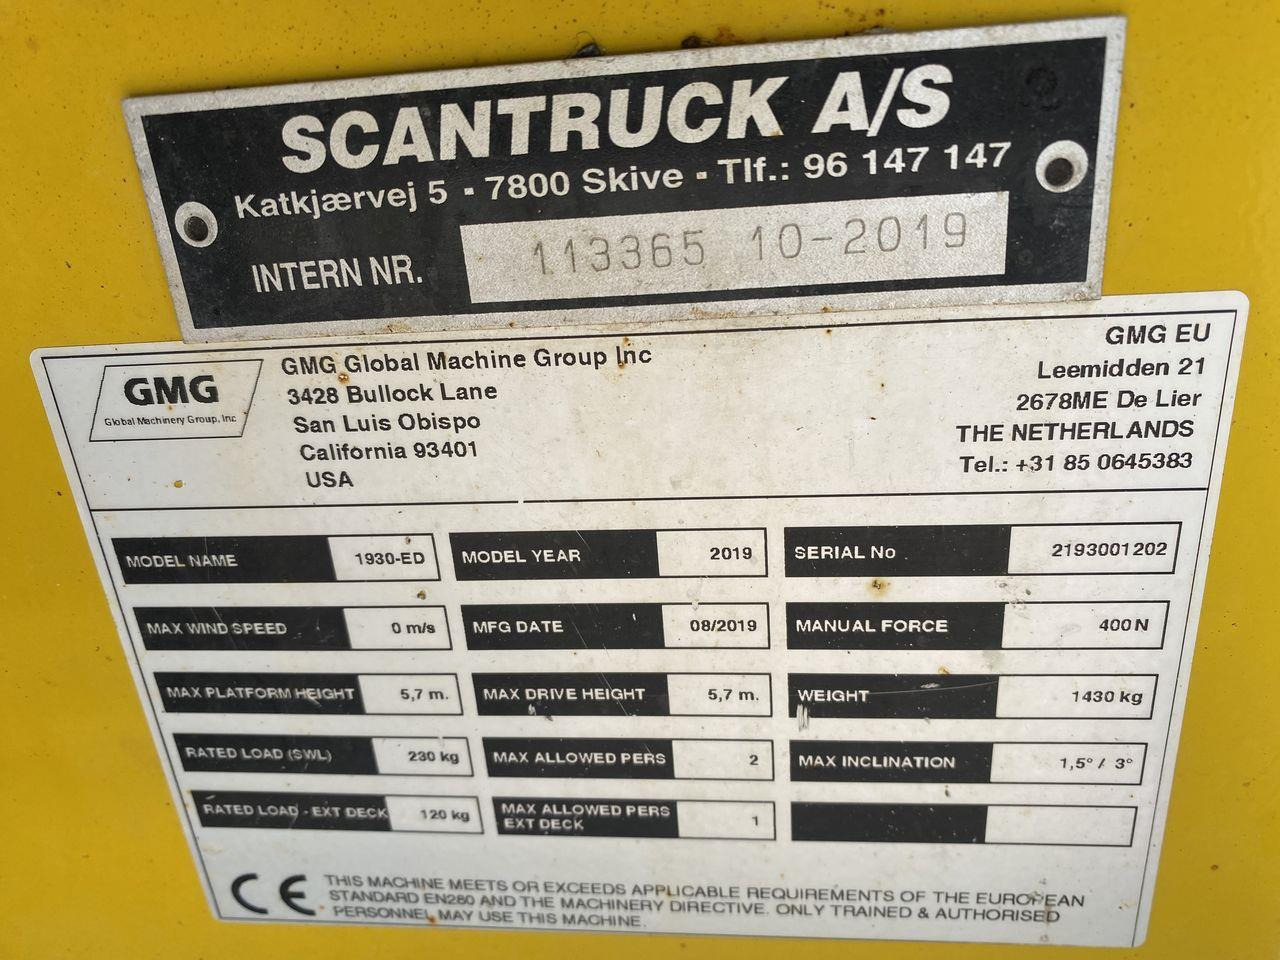 SCANTRUCK A/S
Katkjærvej 5 - 7800 Skive - Tlf.: 96 147 147
INTERN NR. 113365 10-2019
GMG
Global Machinery Group, Inc
GMG Global Machine Group Inc
3428 Bullock Lane
San Luis Obispo
California 93401
USA
GMG EU
Leemidden 21
2678ME De Lier
THE NETHERLANDS
Tel.: +31 85 0645383
MODEL NAME 1930-ED
MODEL YEAR 2019
SERIAL No 2193001202
MAX WIND SPEED 0 m/s
MFG DATE 08/2019
MANUAL FORCE 400 N
MAX PLATFORM HEIGHT 5,7 m.
MAX DRIVE HEIGHT 5,7 m.
WEIGHT 1430 kg
RATED LOAD (SWL) 230 kg
MAX ALLOWED PERS 2
MAX INCLINATION 1,5° / 3°
RATED LOAD - EXT DECK 120 kg
MAX ALLOWED PERS
EXT DECK 1
CE
THIS MACHINE MEETS OR EXCEEDS APPLICABLE REQUIREMENTS OF THE EUROPEAN
STANDARD EN280 AND THE MACHINERY DIRECTIVE. ONLY TRAINED & AUTHORISED
PERSONNEL MAY USE THIS MACHINE.